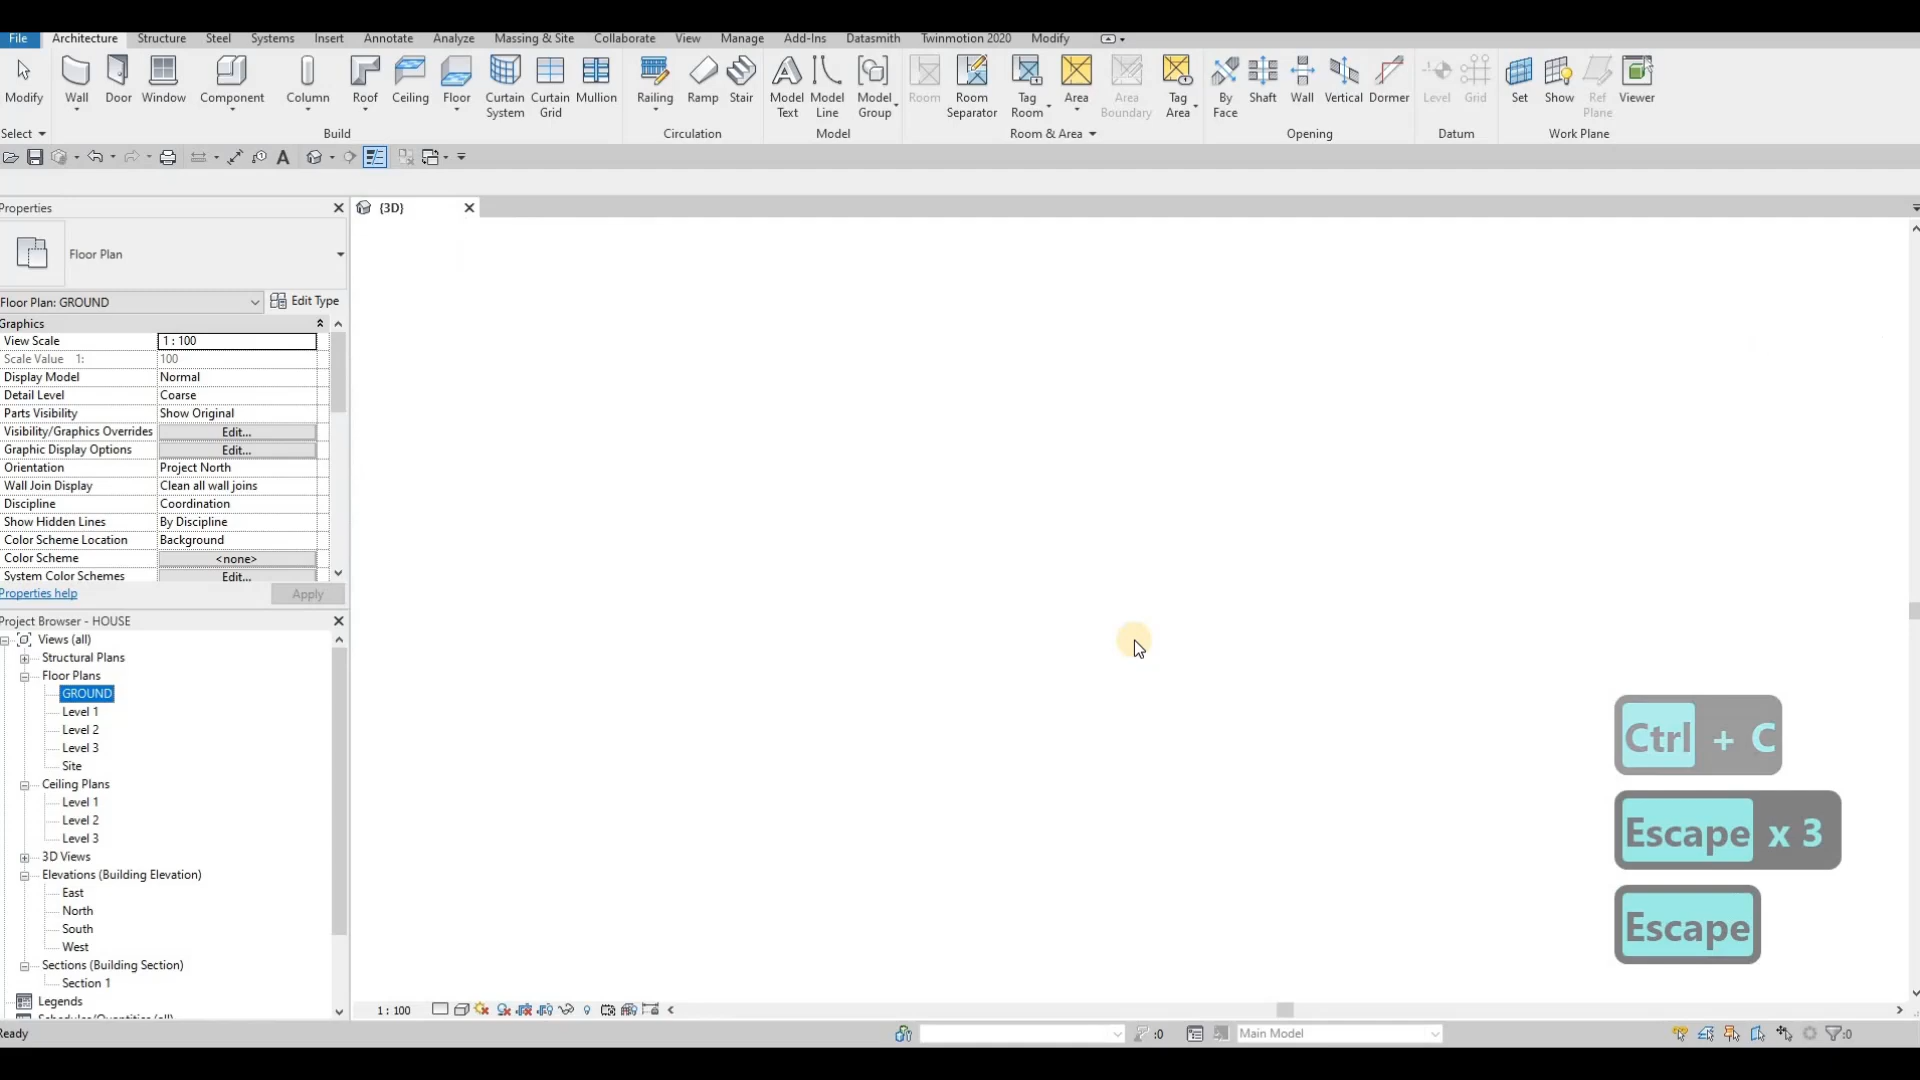 File Architecture Structure Steel Systems Insert Annotate Analyze Massing & Site Collaborate View Manage Add-Ins Datasmith Twinmotion 2020 Modify
Modify Wall Door Window Component Column Roof Ceiling Floor Curtain System Curtain Grid Mullion Railing Ramp Stair Model Text Model Line Model Group Room Room Separator Tag Room Area Area Boundary Tag Area By Face Shaft Wall Vertical Dormer Level Grid Set Show Ref Plane Viewer
Select Build Circulation Model Room & Area Opening Datum Work Plane
Properties
{3D}
Floor Plan
Floor Plan: GROUND Edit Type
Graphics
View Scale 1 : 100
Scale Value 1: 100
Display Model Normal
Detail Level Coarse
Parts Visibility Show Original
Visibility/Graphics Overrides Edit...
Graphic Display Options Edit...
Orientation Project North
Wall Join Display Clean all wall joins
Discipline Coordination
Show Hidden Lines By Discipline
Color Scheme Location Background
Color Scheme <none>
System Color Schemes Edit...
Properties help Apply
Project Browser - HOUSE
Views (all)
Structural Plans
Floor Plans
GROUND
Level 1
Level 2
Level 3
Site
Ceiling Plans
Level 1
Level 2
Level 3
3D Views
Elevations (Building Elevation)
East
North
South
West
Sections (Building Section)
Section 1
Legends
Schedules/Quantities (all)
Ctrl + C
Escape x 3
Escape
1 : 100
Ready :0 Main Model :0